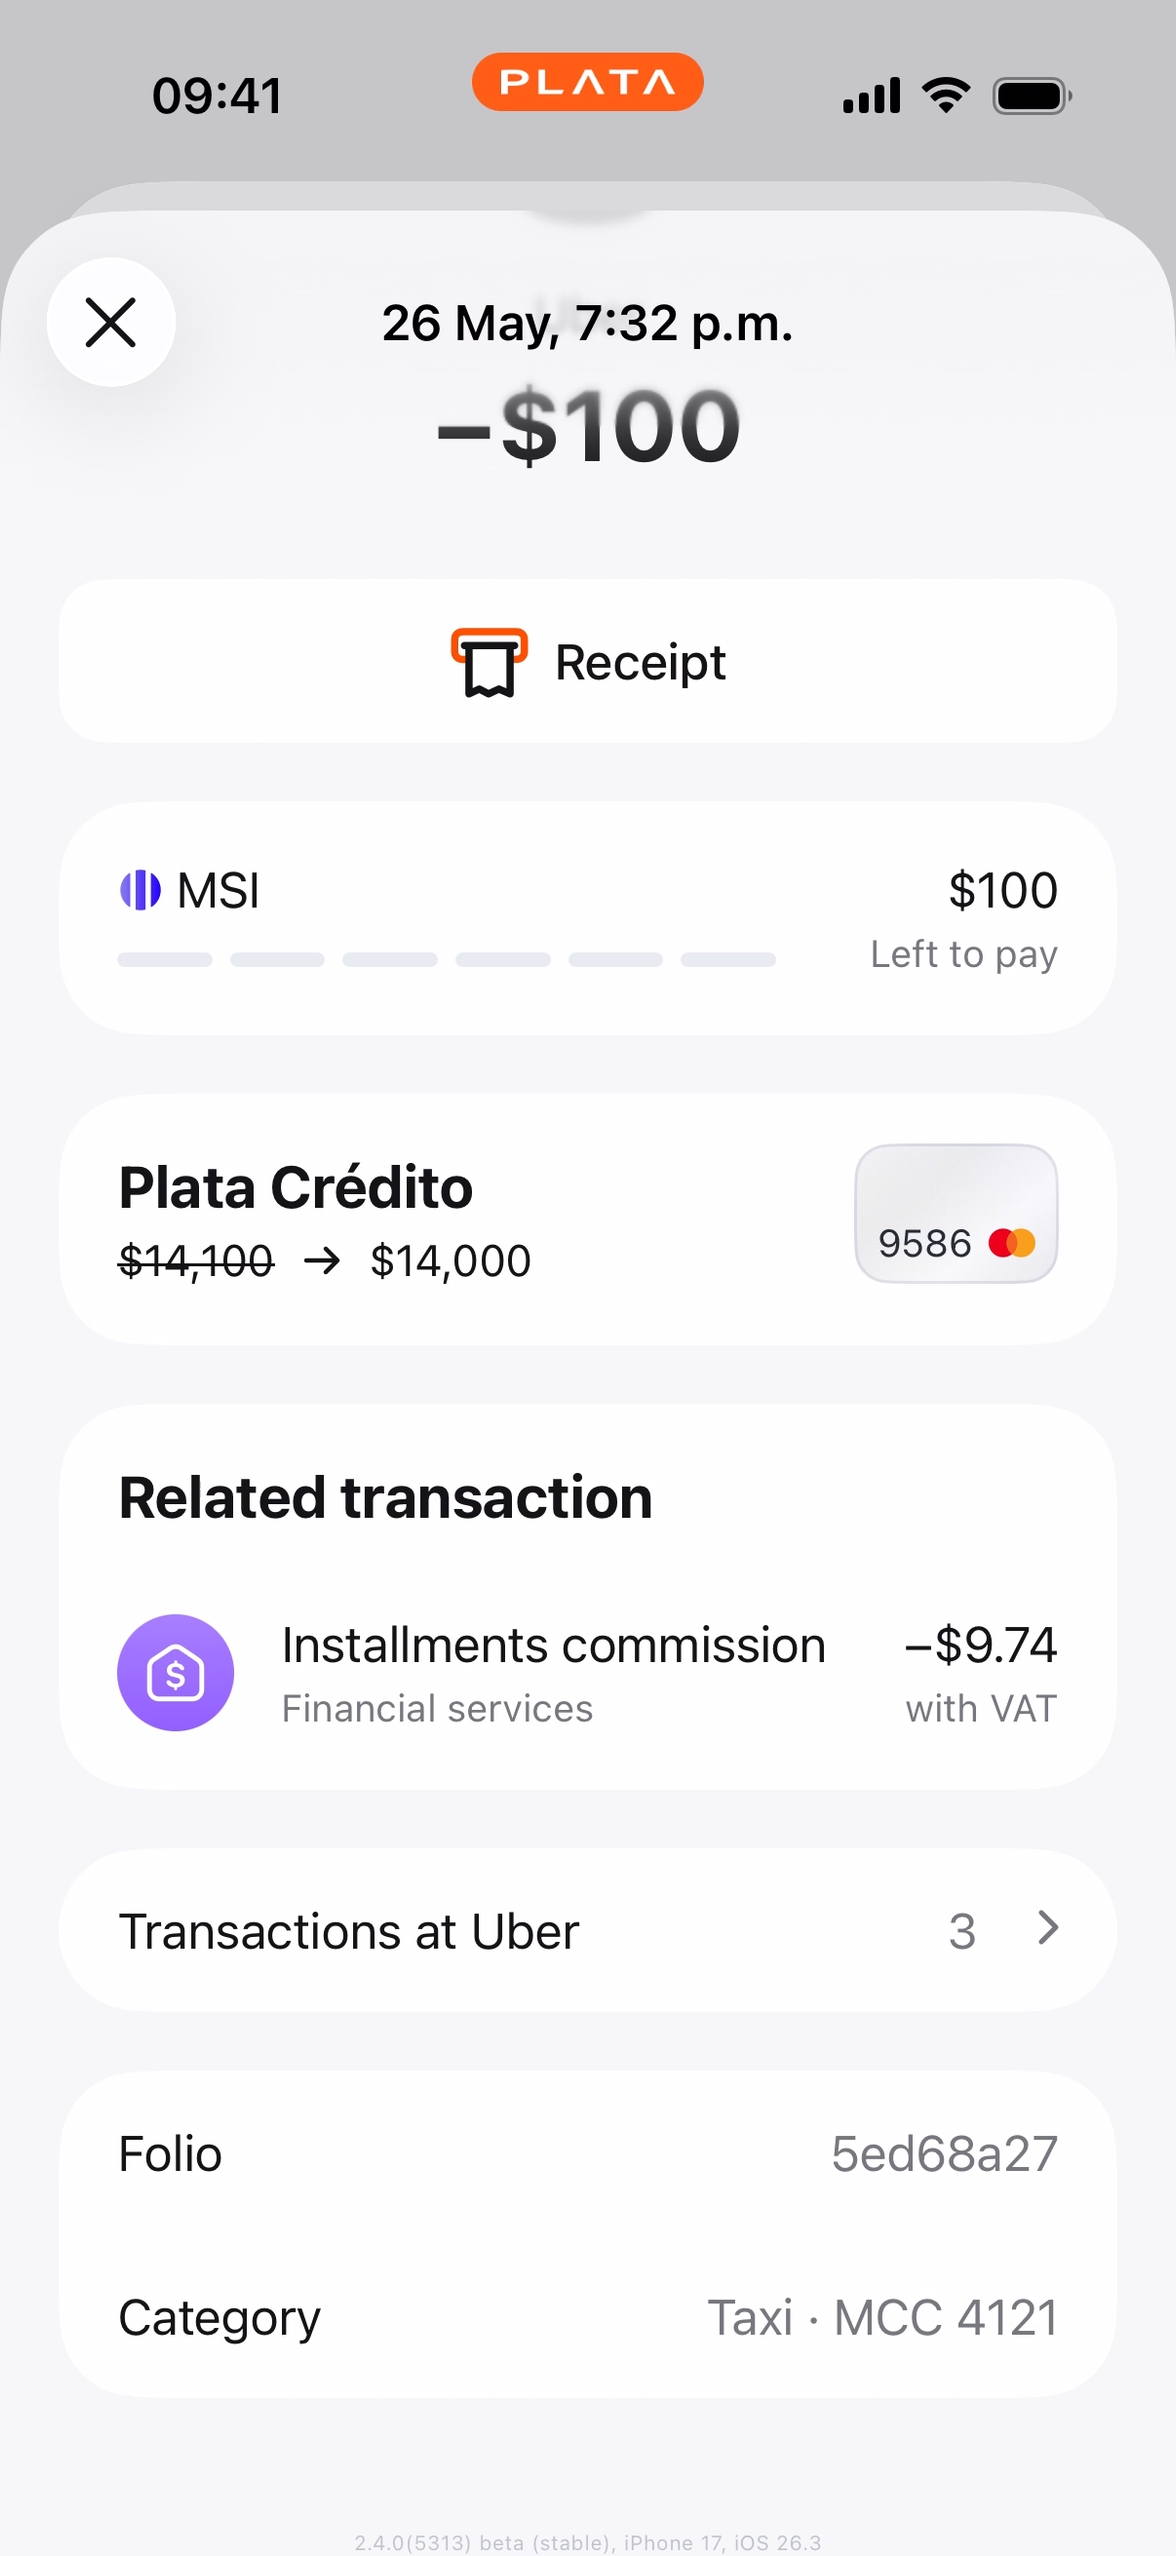 09:41
PLATA
26 May, 7:32 p.m.
–$100
Receipt
MSI
$100
Left to pay
Plata Crédito
$14,100 → $14,000
9586
Related transaction
Installments commission
–$9.74
Financial services
with VAT
Transactions at Uber
3
Folio
5ed68a27
Category
Taxi · MCC 4121
2.4.0(5313) beta (stable), iPhone 17, iOS 26.3